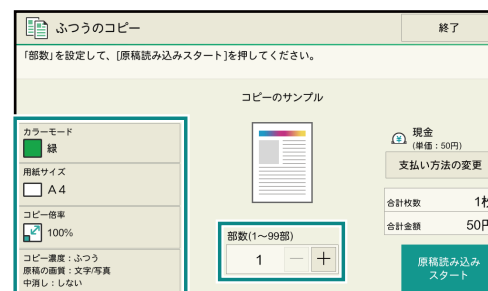 ふつうのコピー
終了
「部数」を設定して、[原稿読み込みスタート]を押してください。
コピーのサンプル
カラーモード
緑
用紙サイズ
A4
コピー倍率
100%
コピー濃度：ふつう
原稿の画質：文字/写真
中消し：しない
部数(1〜99部)
1
現金
(単価：50円)
支払い方法の変更
合計枚数
1枚
合計金額
50円
原稿読み込み
スタート